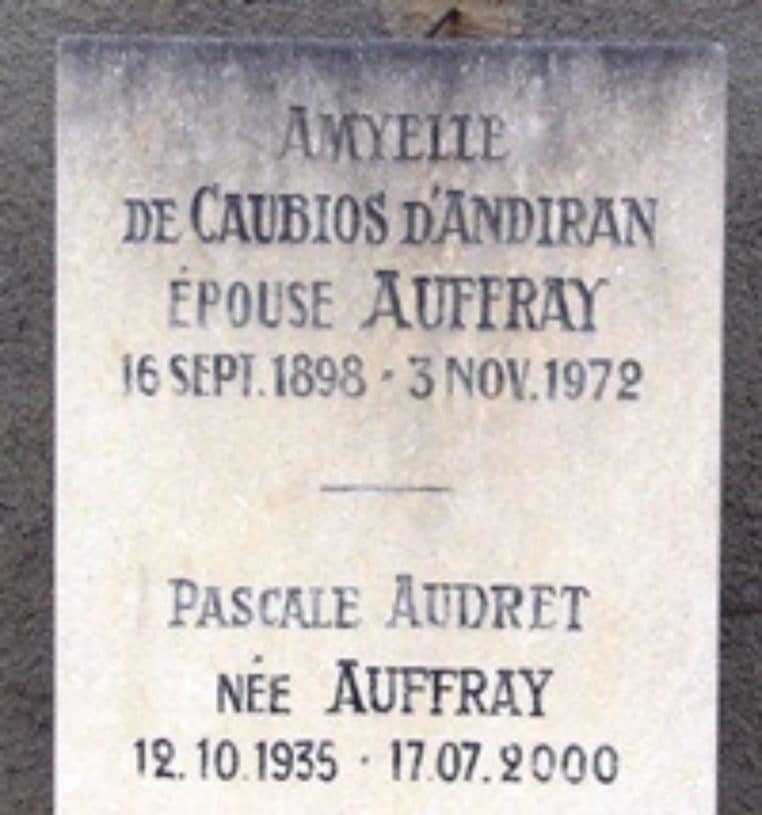 AMYELLE
DE CAUBIOS D'ANDIRAN
ÉPOUSE AUFFRAY
16 SEPT. 1898 - 3 NOV. 1972
PASCALE AUDRET
NÉE AUFFRAY
12.10.1935 · 17.07.2000